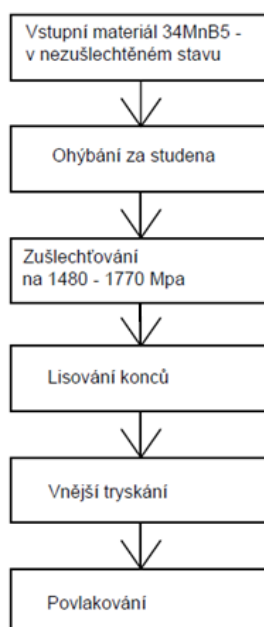 Vstupní materiál 34MnB5 -
v nezušlechtěném stavu
Ohýbání za studena
Zušlechťování
na 1480 - 1770 Mpa
Lisování konců
Vnější tryskání
Povlakování